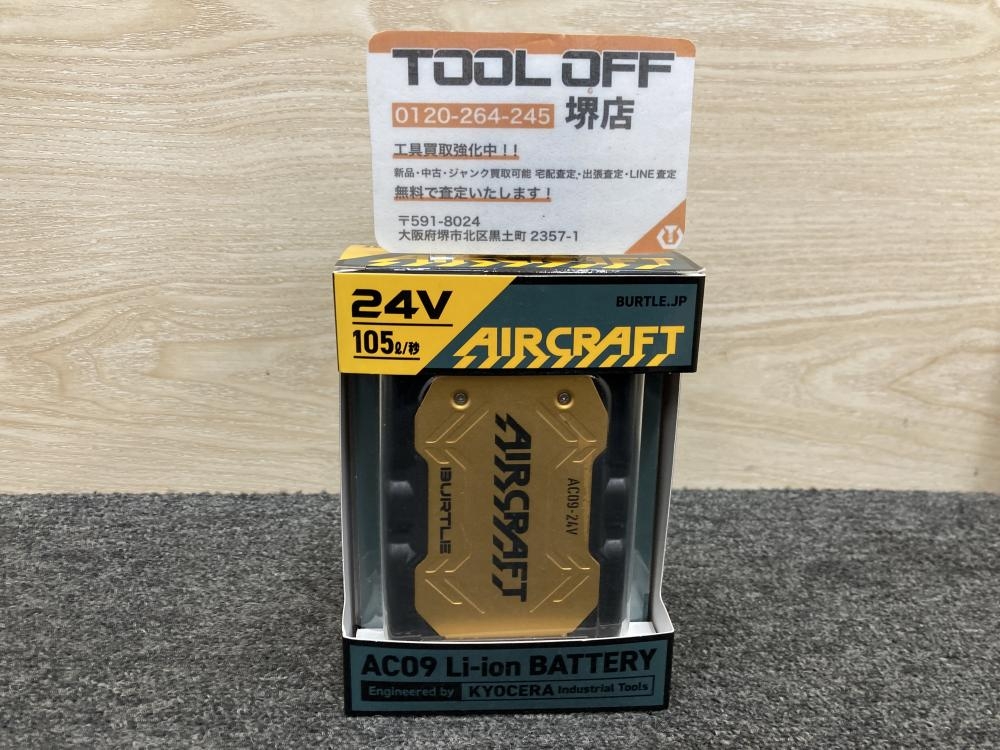 TOOL OFF
0120-264-245 堺店
工具買取強化中!!
新品・中古・ジャンク買取可能 宅配査定・出張査定・LINE査定
無料で査定いたします!
〒591-8024
大阪府堺市北区黒土町 2357-1
24V
105ℓ/秒
BURTLE.JP
AIRCRAFT
AIRCRAFT
BURTLE
AC09-24V
AC09 Li-ion BATTERY
Engineered by KYOCERA Industrial Tools